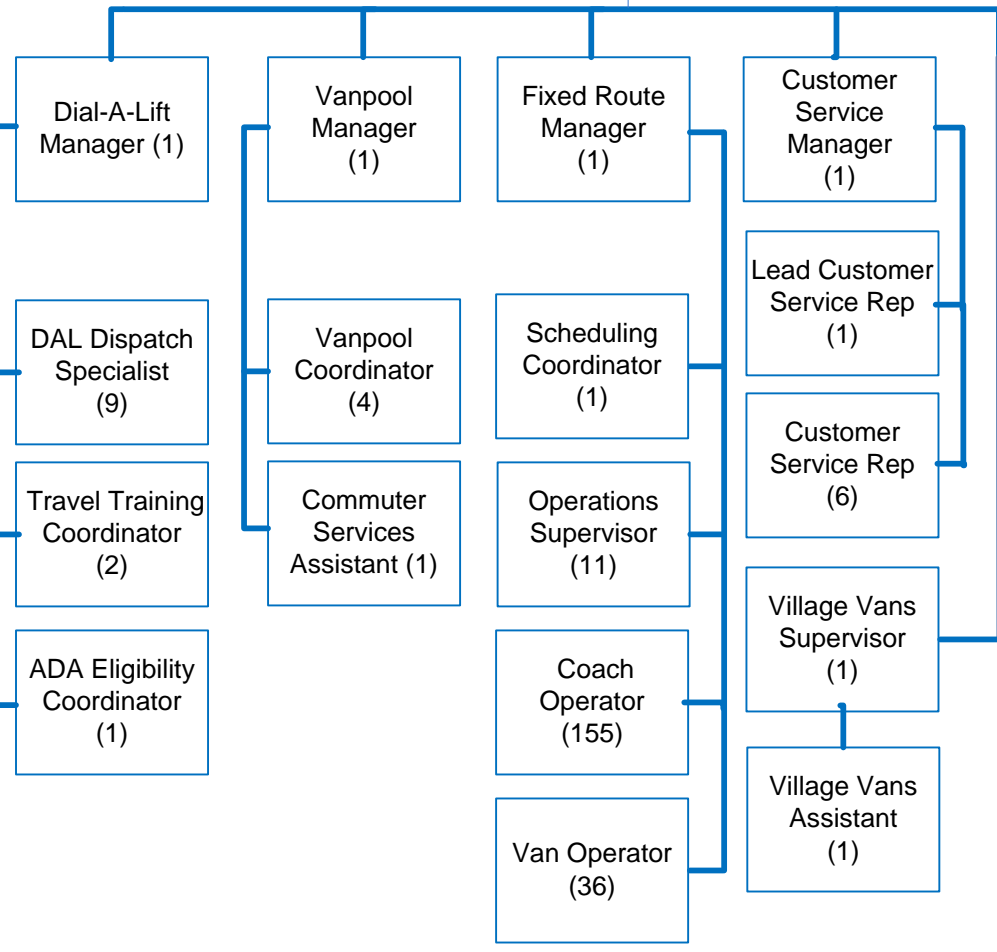 Dial-A-Lift
Manager (1)
Vanpool
Manager
(1)
Fixed Route
Manager
(1)
Customer
Service
Manager
(1)
Lead Customer
Service Rep
(1)
DAL Dispatch
Specialist
(9)
Vanpool
Coordinator
(4)
Scheduling
Coordinator
(1)
Customer
Service Rep
(6)
Travel Training
Coordinator
(2)
Commuter
Services
Assistant (1)
Operations
Supervisor
(11)
Village Vans
Supervisor
(1)
ADA Eligibility
Coordinator
(1)
Coach
Operator
(155)
Village Vans
Assistant
(1)
Van Operator
(36)